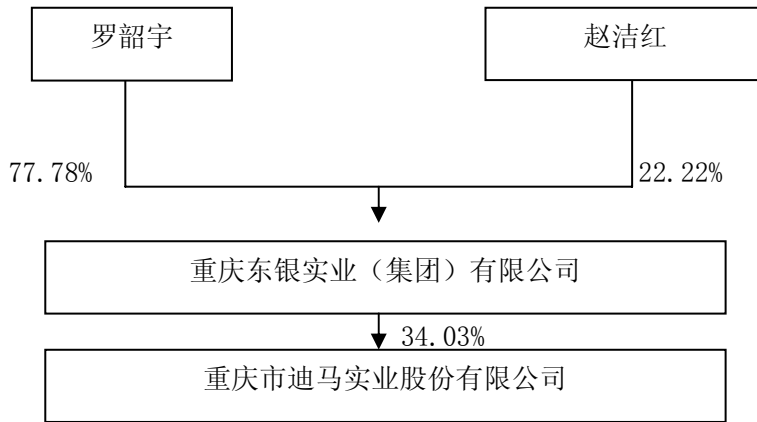 罗韶宇
赵洁红
77.78%
22.22%
重庆东银实业（集团）有限公司
34.03%
重庆市迪马实业股份有限公司